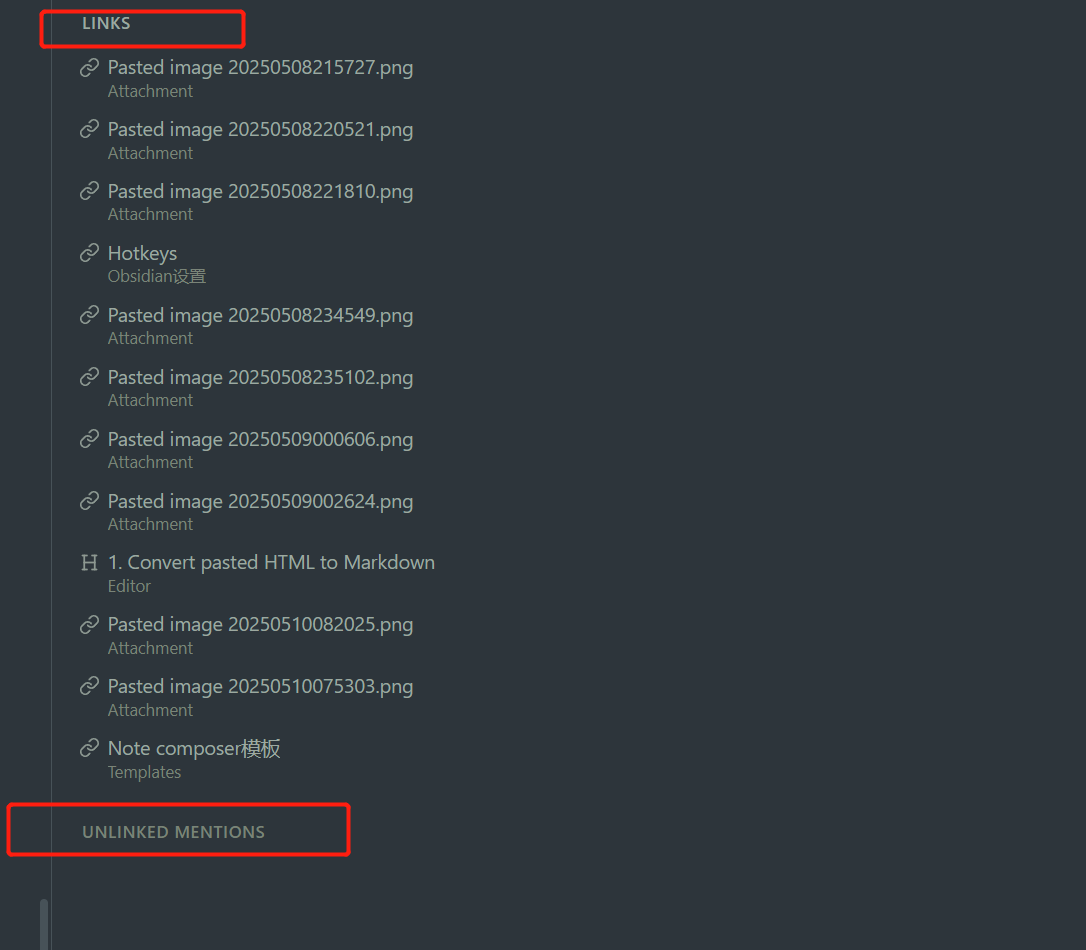 LINKS
Pasted image 20250508215727.png
Attachment
Pasted image 20250508220521.png
Attachment
Pasted image 20250508221810.png
Attachment
Hotkeys
Obsidian设置
Pasted image 20250508234549.png
Attachment
Pasted image 20250508235102.png
Attachment
Pasted image 20250509000606.png
Attachment
Pasted image 20250509002624.png
Attachment
1. Convert pasted HTML to Markdown
Editor
Pasted image 20250510082025.png
Attachment
Pasted image 20250510075303.png
Attachment
Note composer模板
Templates
UNLINKED MENTIONS